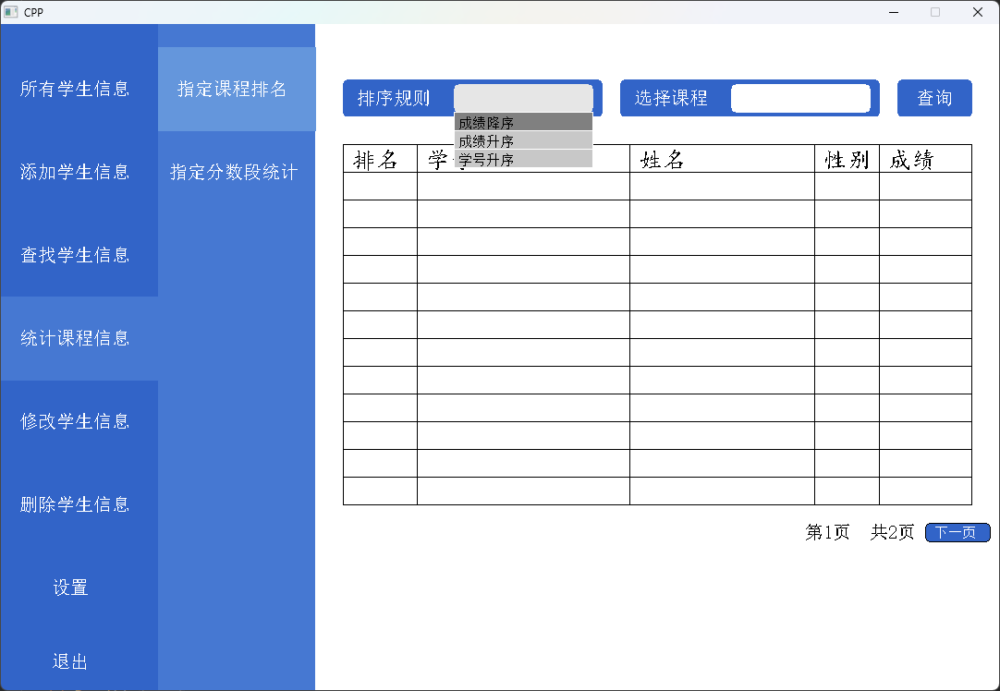 CPP
所有学生信息
添加学生信息
查找学生信息
统计课程信息
修改学生信息
删除学生信息
设置
退出
指定课程排名
指定分数段统计
排序规则
选择课程
查询
成绩降序
成绩升序
学号升序
排名 学 姓名 性别 成绩
第1页 共2页 下一页